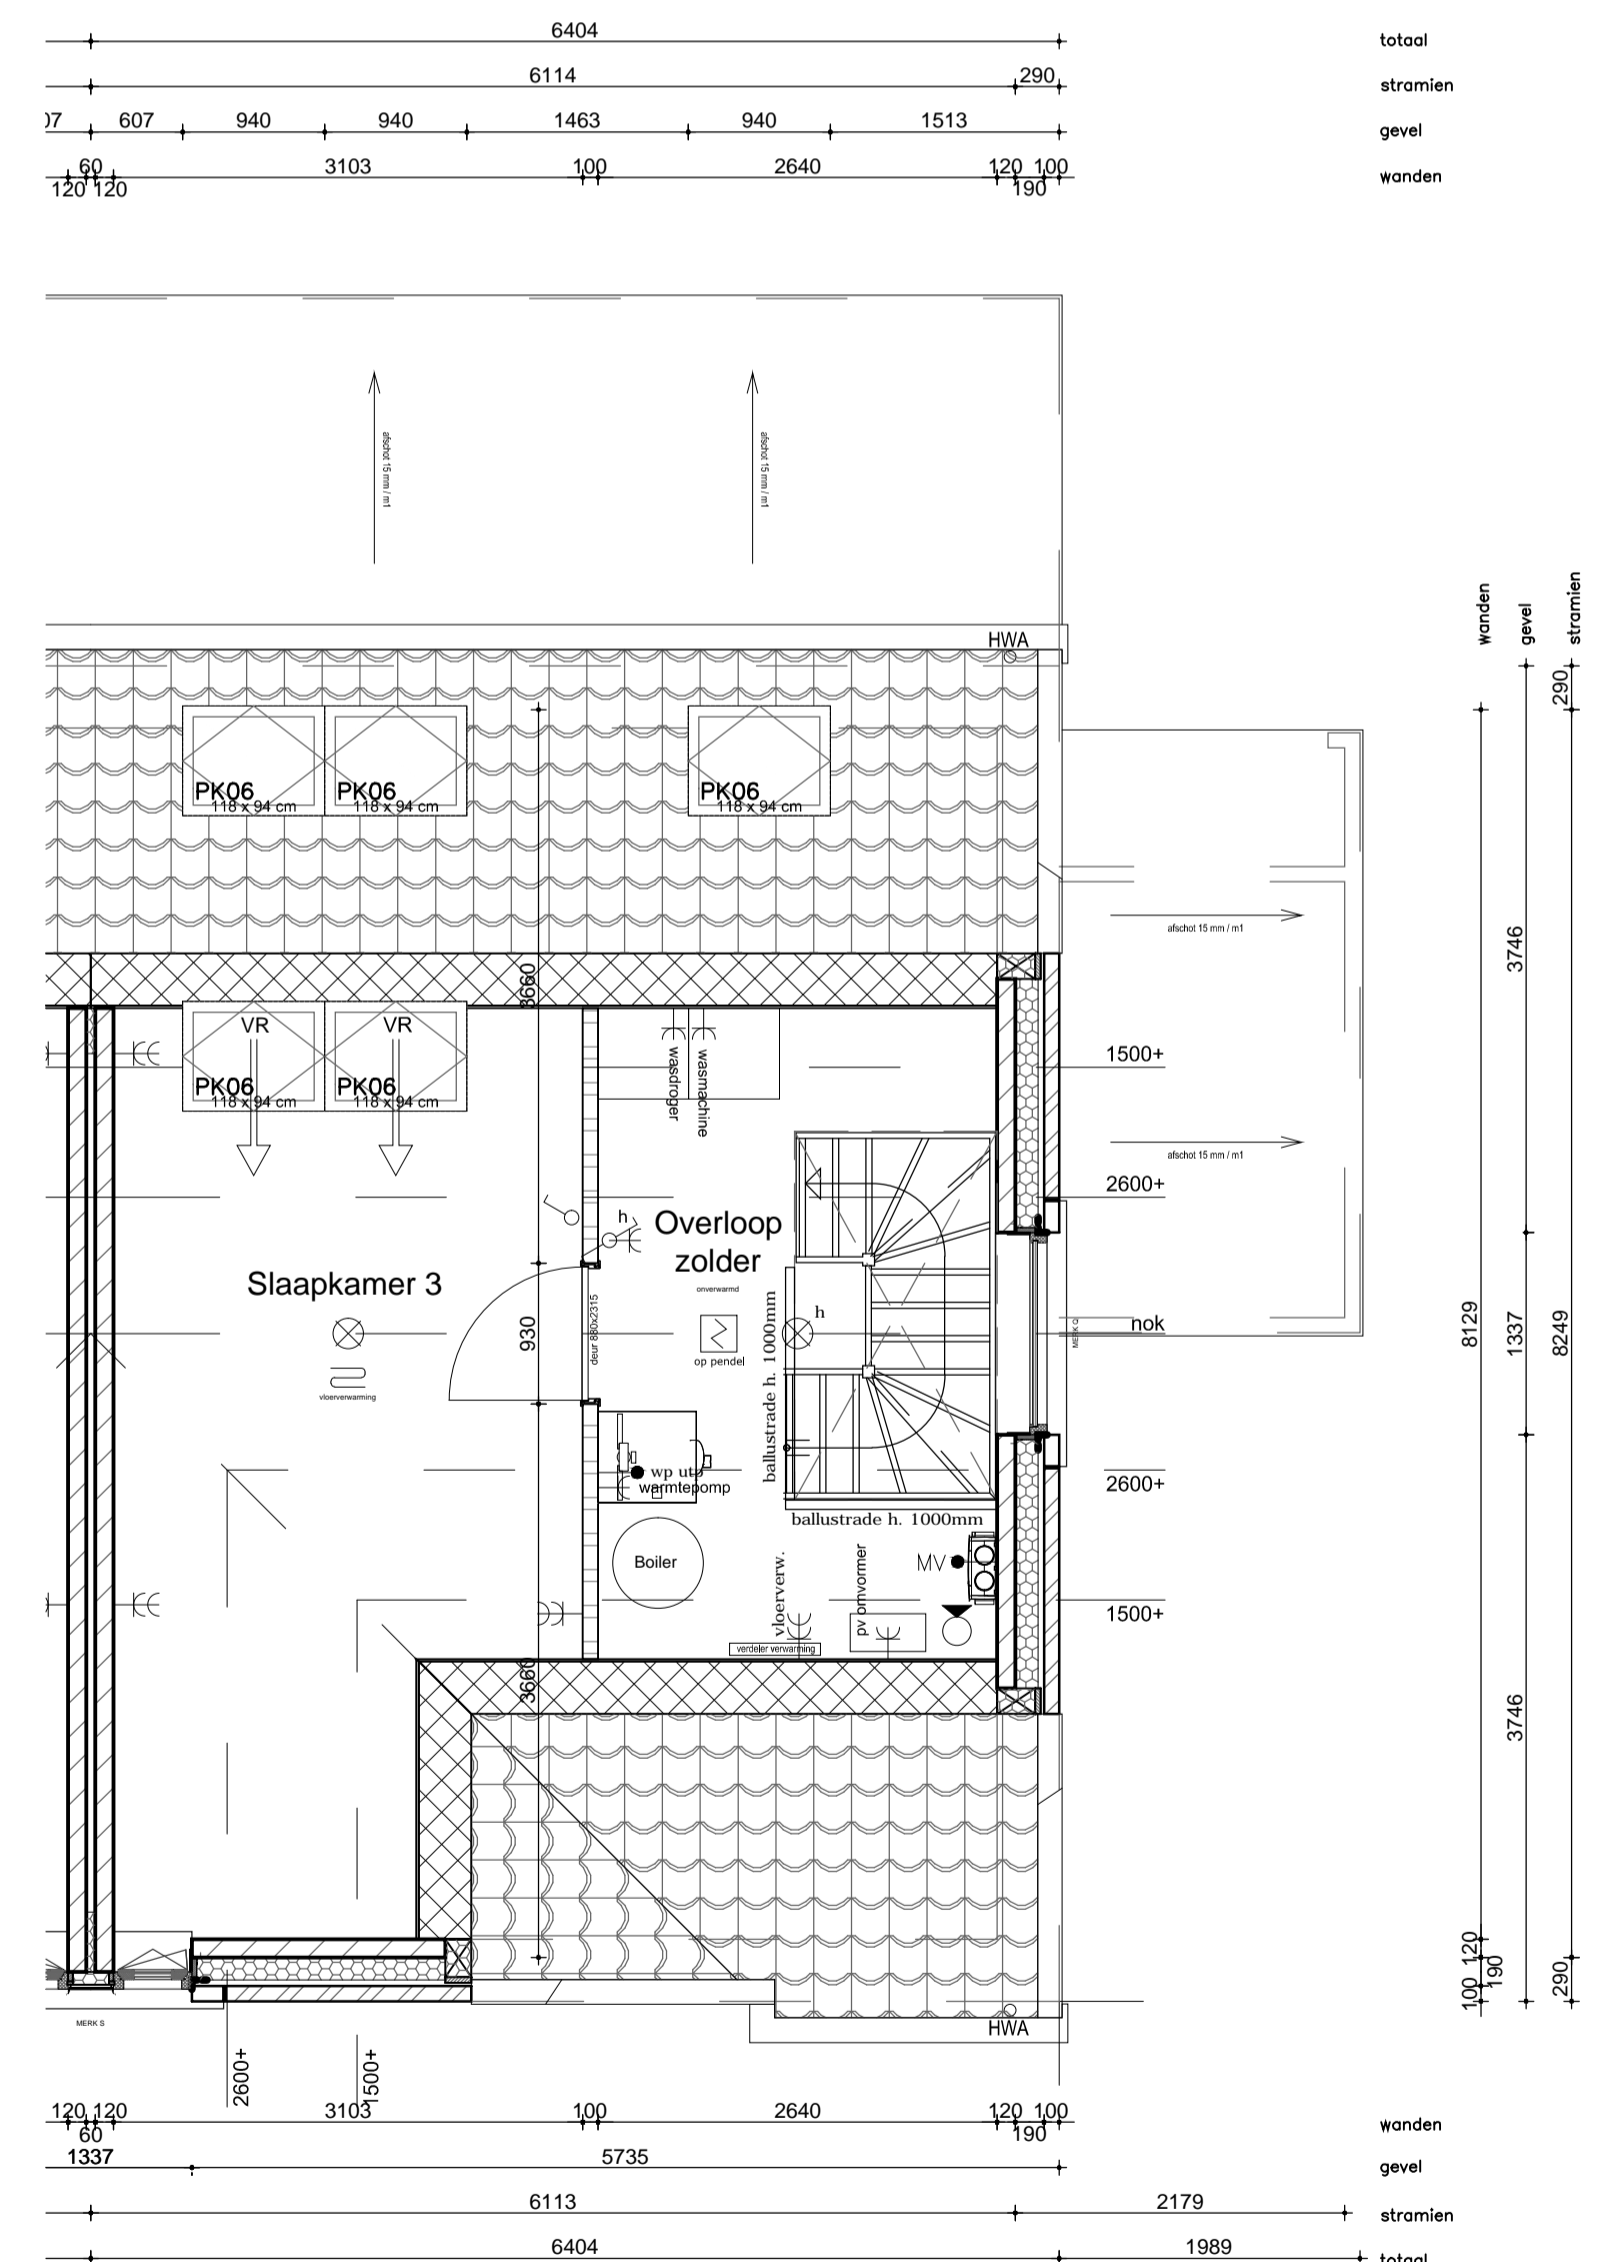 6404
totaal
6114
290
stramien
07
607
940
940
1463
940
1513
gevel
60
3103
100
2640
120
100
wanden
120
120
190
afschot 15 mm / m1
afschot 15 mm / m1
wanden
gevel
stramien
HWA
290
PK06
118 x 94 cm
PK06
118 x 94 cm
PK06
118 x 94 cm
afschot 15 mm / m1
3746
3660
VR
VR
1500+
PK06
118 x 94 cm
PK06
118 x 94 cm
wasdroger
wasmachine
afschot 15 mm / m1
2600+
h
Overloop
zolder
onverwarmd
Slaapkamer 3
h
nok
930
deur 880x2315
MERK Q
8129
1337
8249
op pendel
vloerverwarming
ballustrade h. 1000mm
wp utp
warmtepomp
2600+
ballustrade h. 1000mm
Boiler
vloerverw.
pv omvormer
MV
1500+
verdeler verwarming
3660
3746
120
190
100
290
MERK S
HWA
2600+
1500+
120
120
3103
100
2640
120
100
wanden
60
190
1337
5735
gevel
6113
2179
stramien
6404
1989
totaal